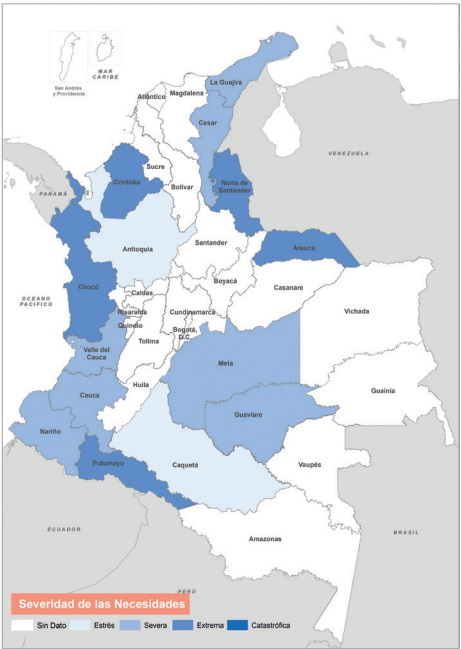 San Andrés
y Providencia
MAR
CARIBE
La Guajira
Atlántico
Magdalena
Cesar
VENEZUELA
Sucre
Córdoba
Norte de
Santander
Bolívar
PANAMÁ
Antioquia
Santander
Arauca
Boyacá
Chocó
Casanare
OCEANO
PACIFICO
Caldas
Risaralda
Cundinamarca
Vichada
Quindío
Bogotá,
D.C.
Tolima
Valle del
Cauca
Meta
Huila
Guainía
Cauca
Guaviare
Nariño
Putumayo
Caquetá
Vaupés
ECUADOR
BRASIL
Amazonas
PERÚ
Severidad de las Necesidades
Sin Dato
Estrés
Severa
Extrema
Catastrófica